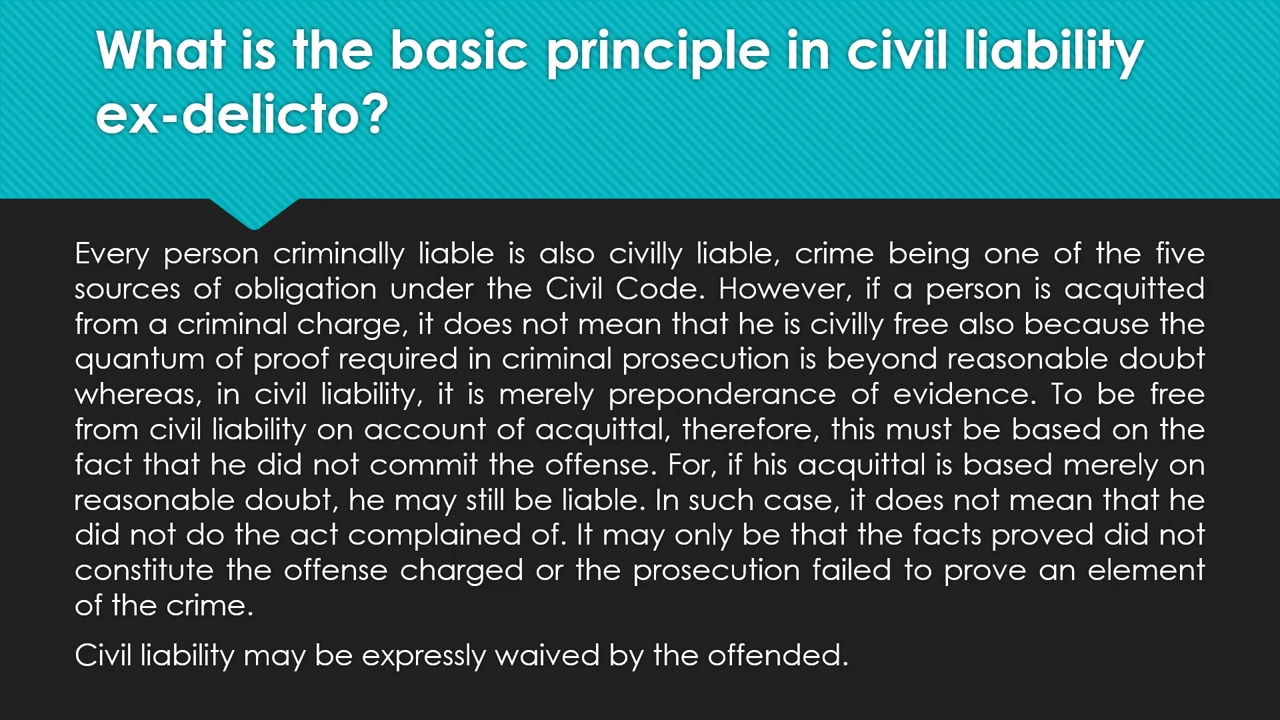 What is the basic principle in civil liability
ex-delicto?
Every person criminally liable is also civilly liable, crime being one of the five
sources of obligation under the Civil Code. However, if a person is acquitted
from a criminal charge, it does not mean that he is civilly free also because the
quantum of proof required in criminal prosecution is beyond reasonable doubt
whereas, in civil liability, it is merely preponderance of evidence. To be free
from civil liability on account of acquittal, therefore, this must be based on the
fact that he did not commit the offense. For, if his acquittal is based merely on
reasonable doubt, he may still be liable. In such case, it does not mean that he
did not do the act complained of. It may only be that the facts proved did not
constitute the offense charged or the prosecution failed to prove an element
of the crime.
Civil liability may be expressly waived by the offended.